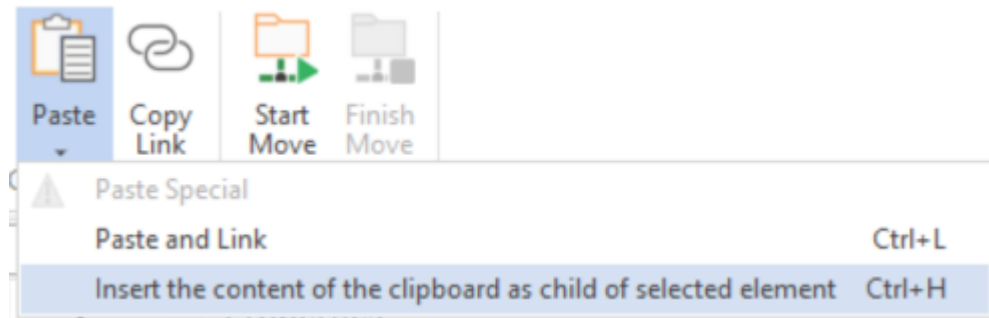 Paste
Copy
Link
Start
Move
Finish
Move
Paste Special
Paste and Link Ctrl+L
Insert the content of the clipboard as child of selected element Ctrl+H